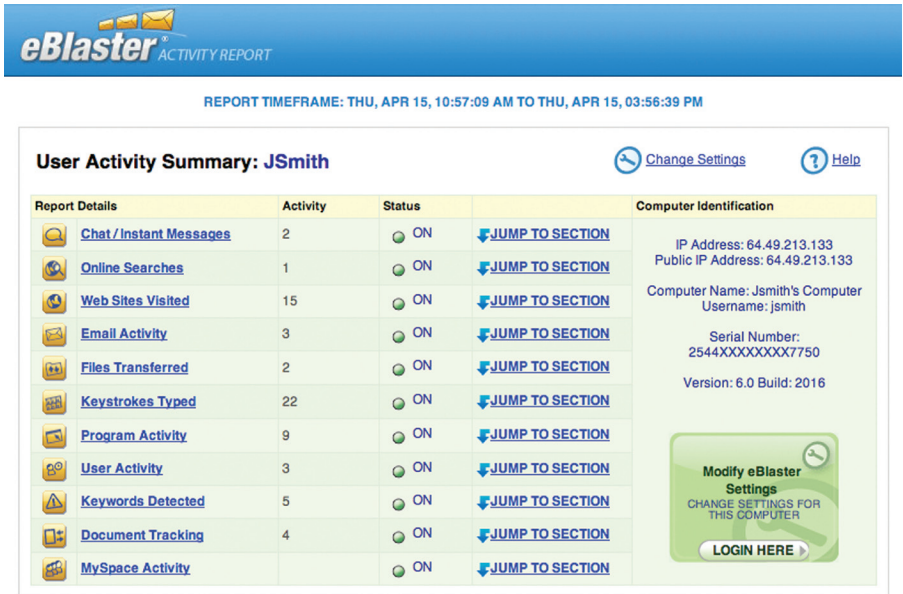 eBlaster® ACTIVITY REPORT
REPORT TIMEFRAME: THU, APR 15, 10:57:09 AM TO THU, APR 15, 03:56:39 PM
User Activity Summary: JSmith
Change Settings
Help
Report Details Activity Status Computer Identification
Chat / Instant Messages 2 ON JUMP TO SECTION
Online Searches 1 ON JUMP TO SECTION
Web Sites Visited 15 ON JUMP TO SECTION
Email Activity 3 ON JUMP TO SECTION
Files Transferred 2 ON JUMP TO SECTION
Keystrokes Typed 22 ON JUMP TO SECTION
Program Activity 9 ON JUMP TO SECTION
User Activity 3 ON JUMP TO SECTION
Keywords Detected 5 ON JUMP TO SECTION
Document Tracking 4 ON JUMP TO SECTION
MySpace Activity ON JUMP TO SECTION
IP Address: 64.49.213.133
Public IP Address: 64.49.213.133
Computer Name: Jsmith's Computer
Username: jsmith
Serial Number:
2544XXXXXXXX7750
Version: 6.0 Build: 2016
Modify eBlaster
Settings
CHANGE SETTINGS FOR
THIS COMPUTER
LOGIN HERE